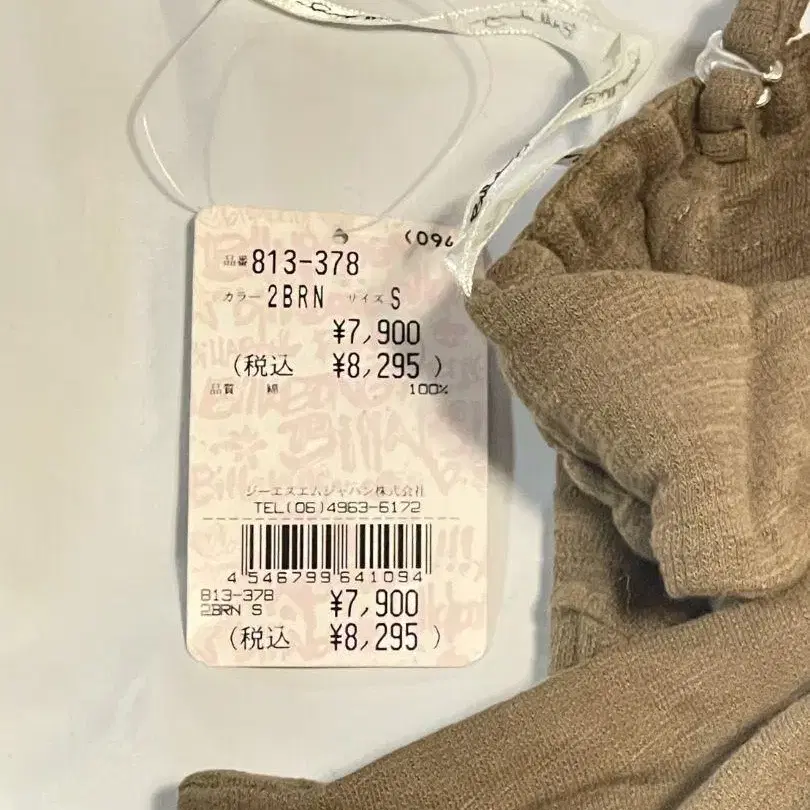 (094
品番 813-378
カラー 2BRN サイズ S
¥7,900
(税込 ¥8,295 )
品質 綿 100%
ジーエスエムジャパン株式会社
TEL(06)4963-6172
4 546799 641094
813-378
2BRN S ¥7,900
(税込 ¥8,295 )